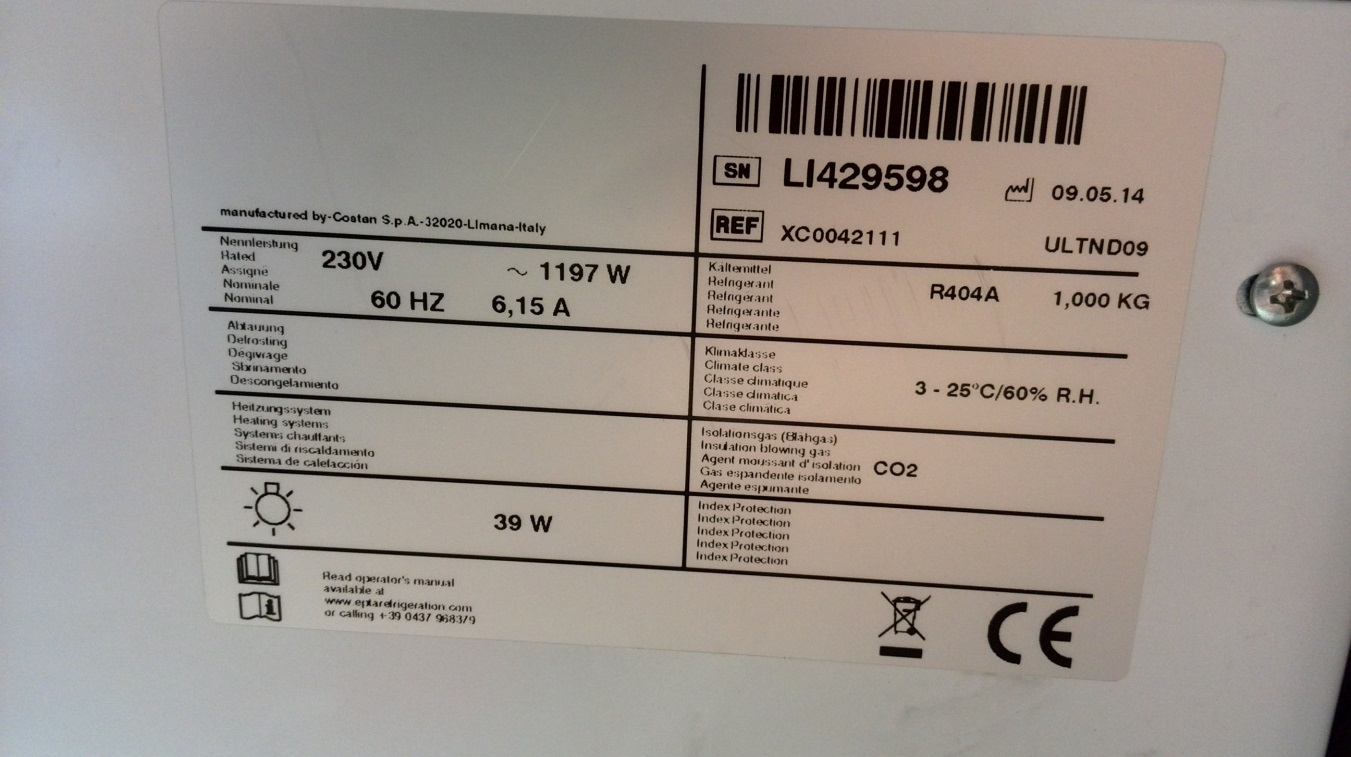 SN LI429598 09.05.14
manufactured by-Costan S.p.A.-32020-Limana-Italy
REF XC0042111 ULTND09
Nennleistung
Rated
Assigné
Nominale
Nominal
230V ~ 1197 W
60 HZ 6,15 A
Kältemittel
Refrigerant
Refrigerant
Refrigerante
Refrigerante
R404A 1,000 KG
Abtauung
Defrosting
Dégivrage
Sbrinamento
Descongelamiento
Klimaklasse
Climate class
Classe climatique
Classe climatica
Clase climática
3 - 25°C/60% R.H.
Heitzungssystem
Heating systems
Systems chauffants
Sistemi di riscaldamento
Sistema de calefacción
Isolationsgas (Blähgas)
Insulation blowing gas
Agent moussant d'isolation
Gas espandente isolamento
Agente espumante
CO2
39 W
Index Protection
Index Protection
Index Protection
Index Protection
Index Protection
Read operator's manual
available at
www.eptarefrigeration.com
or calling +39 0437 968379
CE